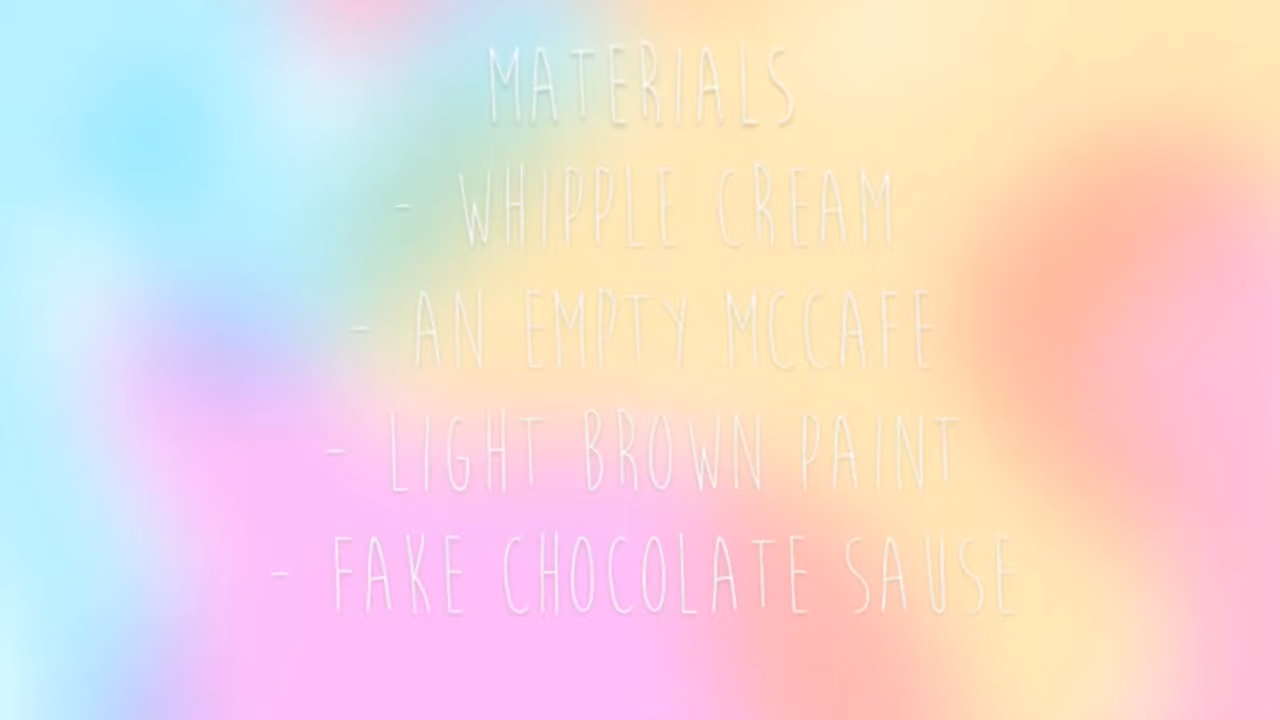 MATERIALS
- WHIPPLE CREAM
- AN EMPTY MCCAFE
- LIGHT BROWN PAINT
- FAKE CHOCOLATE SAUSE